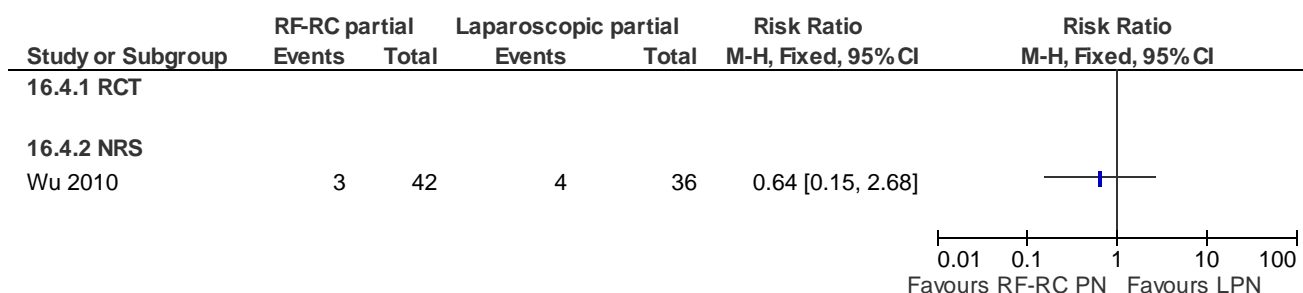 RF-RC partial Laparoscopic partial Risk Ratio Risk Ratio
Study or Subgroup Events Total Events Total M-H, Fixed, 95% CI M-H, Fixed, 95% CI
16.4.1 RCT
16.4.2 NRS
Wu 2010 3 42 4 36 0.64 [0.15, 2.68]
0.01 0.1 1 10 100
Favours RF-RC PN Favours LPN